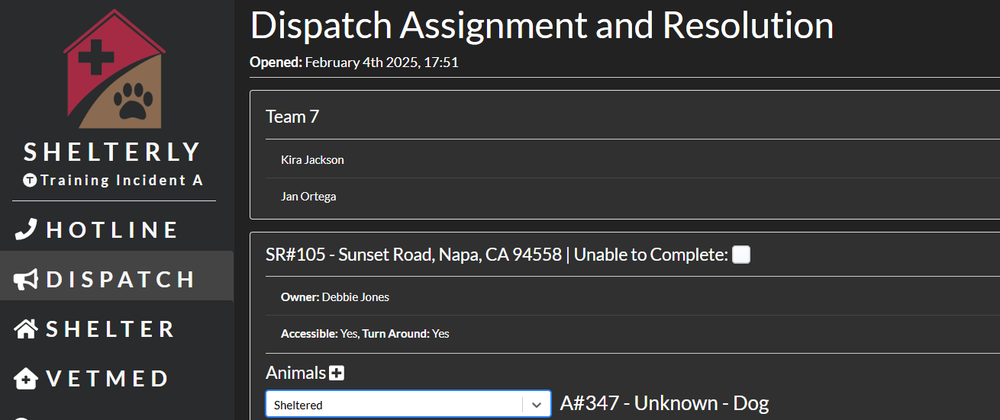 SHELTERLY
Training Incident A
HOTLINE
DISPATCH
SHELTER
VETMED
Dispatch Assignment and Resolution
Opened: February 4th 2025, 17:51
Team 7
Kira Jackson
Jan Ortega
SR#105 - Sunset Road, Napa, CA 94558 | Unable to Complete:
Owner: Debbie Jones
Accessible: Yes, Turn Around: Yes
Animals
Sheltered
A#347 - Unknown - Dog